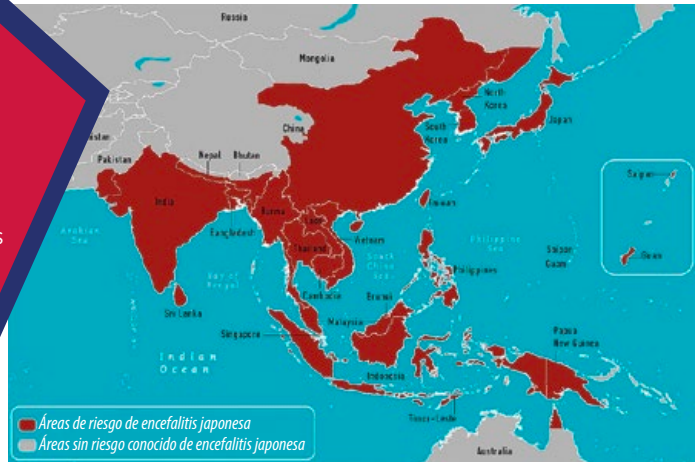 Russia
Mongolia
China
North
Korea
South
Korea
Japan
Pakistan
Nepal
Bhutan
India
Bangladesh
Burma
Laos
Thailand
Vietnam
Cambodia
Taiwan
Arabian
Sea
Bay of
Bengal
South
China
Sea
Philippine
Sea
Philippines
Saipan
Guam
Saipan
Guam
Sri Lanka
Brunei
Malaysia
Singapore
Indonesia
Papua
New Guinea
Indian
Ocean
Timor-Leste
Australia
s
Áreas de riesgo de encefalitis japonesa
Áreas sin riesgo conocido de encefalitis japonesa